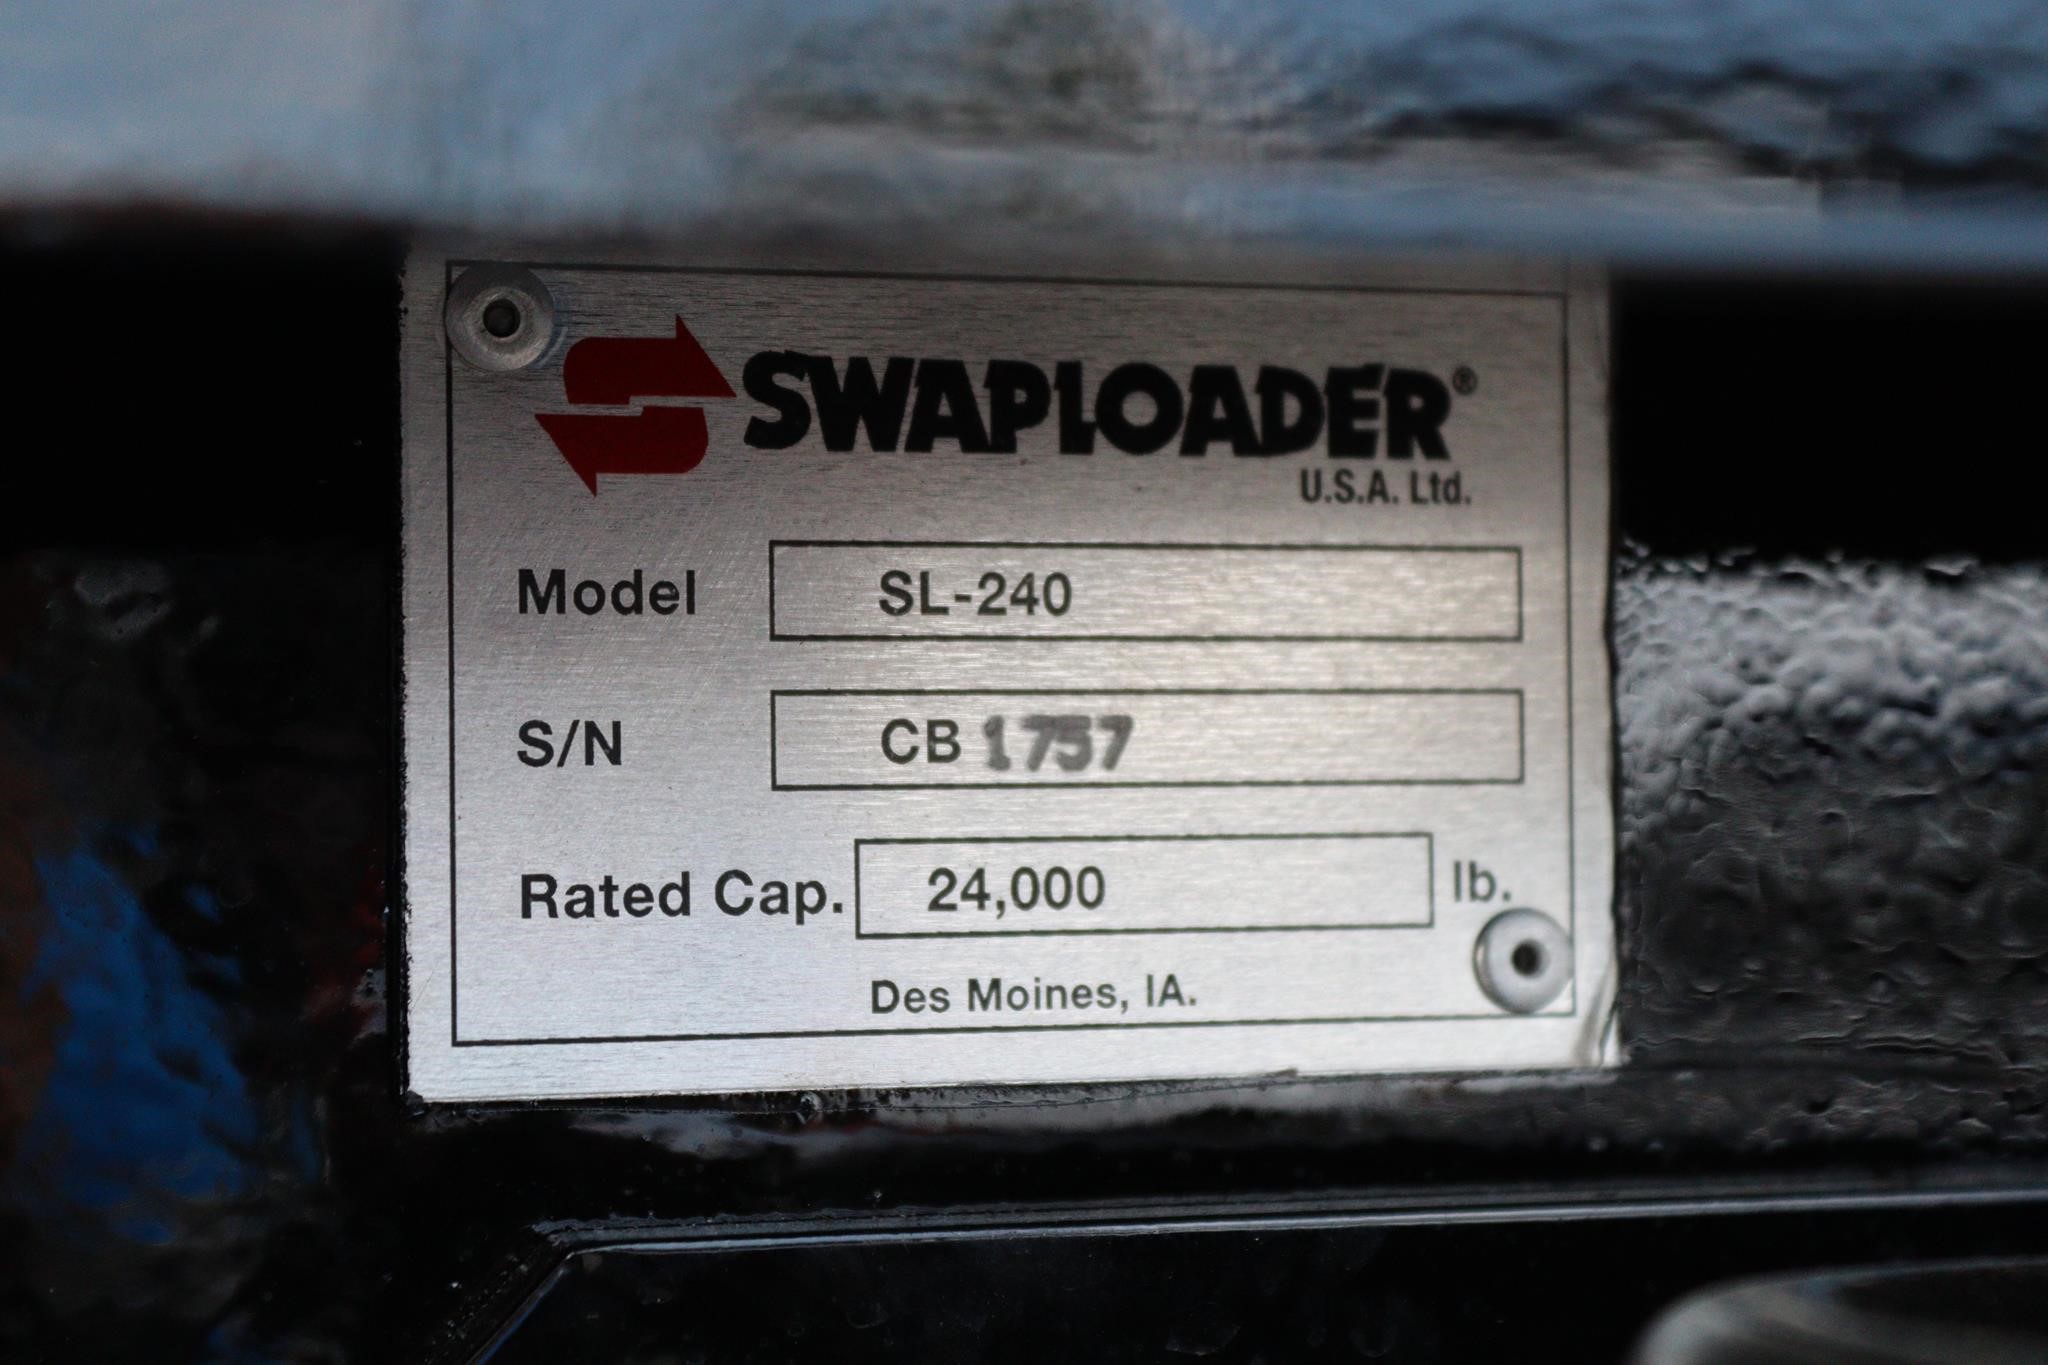 SWAPLOADER®
U.S.A. Ltd.
Model SL-240
S/N CB 1757
Rated Cap. 24,000 lb.
Des Moines, IA.